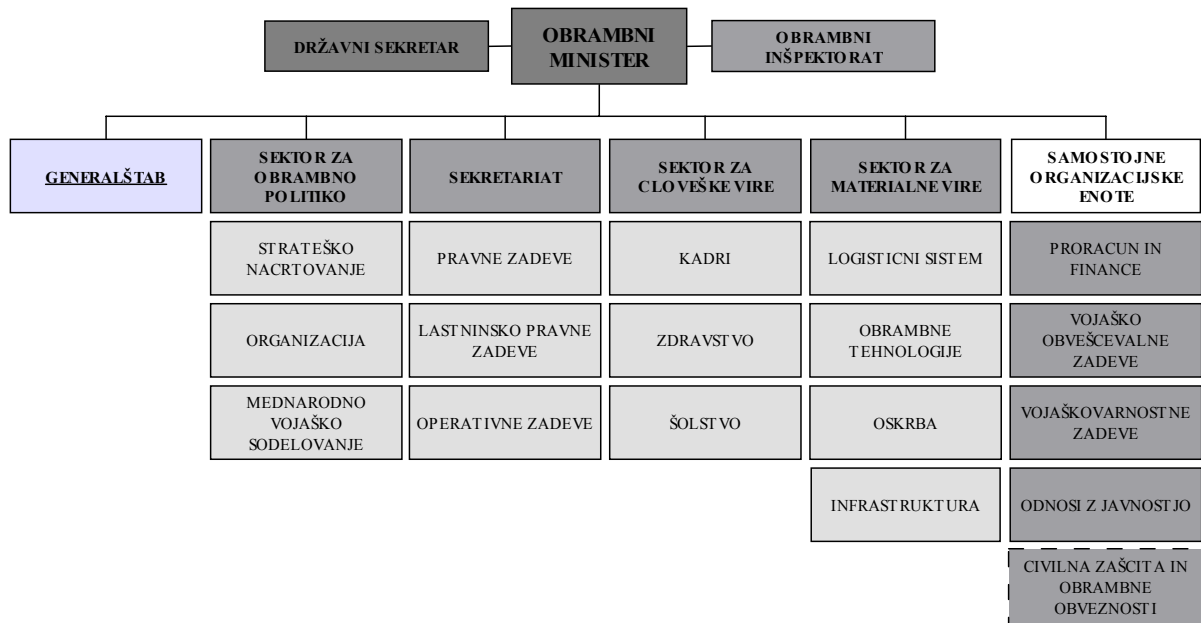 DRŽAVNI SEKRETAR
OBRAMBNI
MINISTER
OBRAMBNI
INŠPEKTORAT
GENERALŠTAB
SEKTOR ZA
OBRAMBNO
POLITIKO
SEKRETARIAT
SEKTOR ZA
CLOVEŠKE VIRE
SEKTOR ZA
MATERIALNE VIRE
SAMOSTOJNE
ORGANIZACIJSKE
ENOTE
STRATEŠKO
NACRTOVANJE
PRAVNE ZADEVE
KADRI
LOGISTICNI SISTEM
PRORACUN IN
FINANCE
ORGANIZACIJA
LASTNINSKO PRAVNE
ZADEVE
ZDRAVSTVO
OBRAMBNE
TEHNOLOGIJE
VOJAŠKO
OBVEŠCEVALNE
ZADEVE
MEDNARODNO
VOJAŠKO
SODELOVANJE
OPERATIVNE ZADEVE
ŠOLSTVO
OSKRBA
VOJAŠKOVARNOSTNE
ZADEVE
INFRASTRUKTURA
ODNOSI Z JAVNOSTJO
CIVILNA ZAŠCITA IN
OBRAMBNE
OBVEZNOSTI